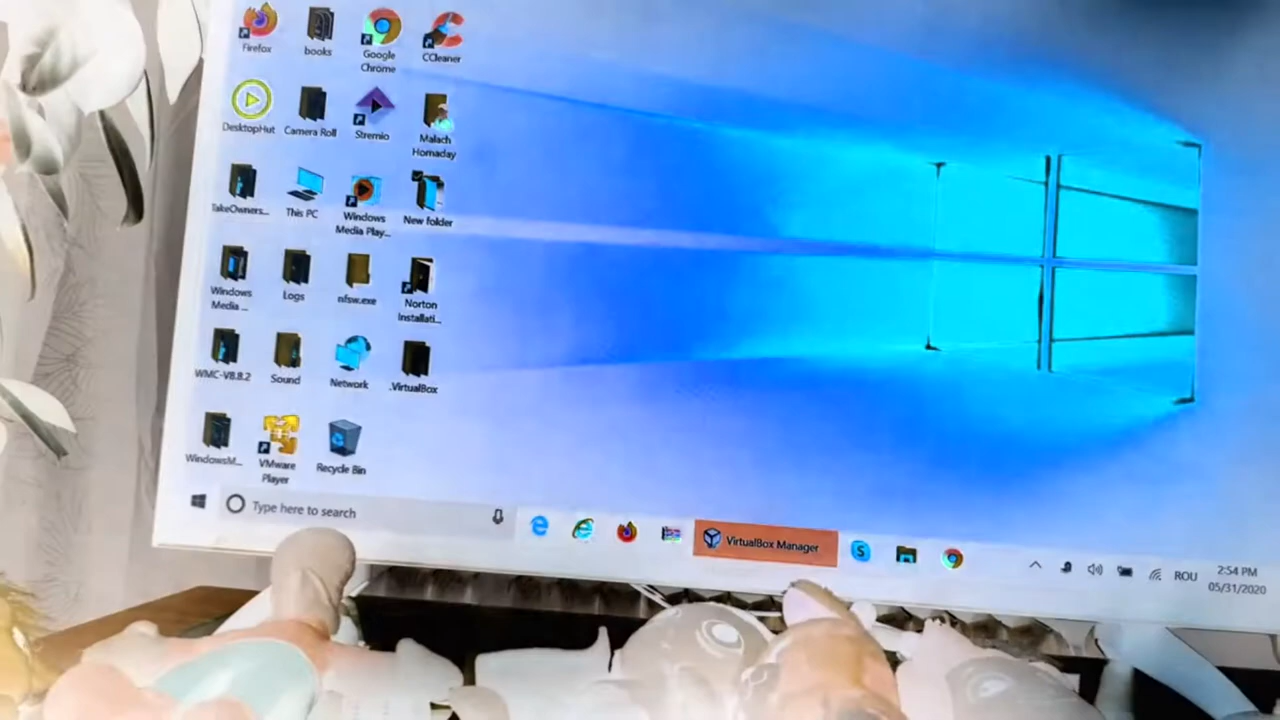 Firefox
books
Google
Chrome
CCleaner
DesktopHut
Camera Roll
Stremio
Malach
Hornaday
TakeOwners...
This PC
Windows
Media Play...
New folder
Windows
Media ...
Logs
nfsw.exe
Norton
Installati...
WMC-V8.8.2
Sound
Network
.VirtualBox
WindowsM...
VMware
Player
Recycle Bin
Type here to search
VirtualBox Manager
ROU
2:54 PM
05/31/2020